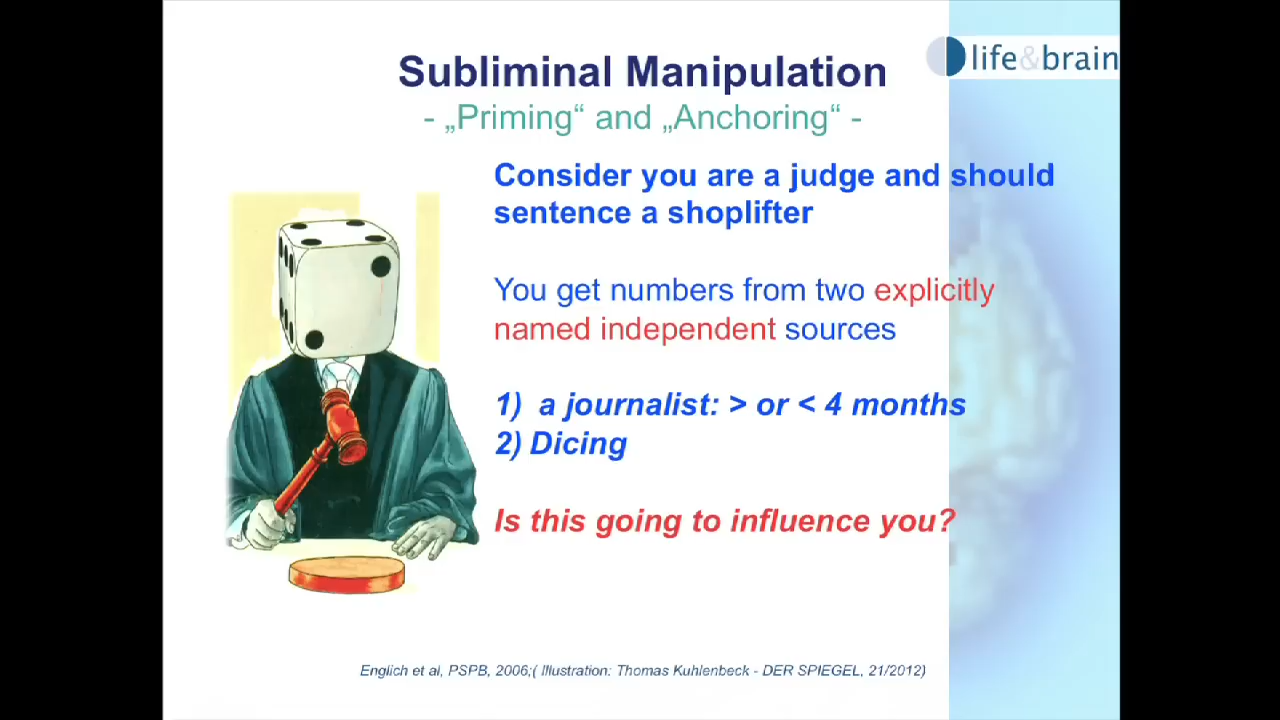 life&brain
Subliminal Manipulation
- „Priming“ and „Anchoring“ -
Consider you are a judge and should
sentence a shoplifter
You get numbers from two explicitly
named independent sources
1) a journalist: > or < 4 months
2) Dicing
Is this going to influence you?
Englich et al, PSPB, 2006;( Illustration: Thomas Kuhlenbeck - DER SPIEGEL, 21/2012)